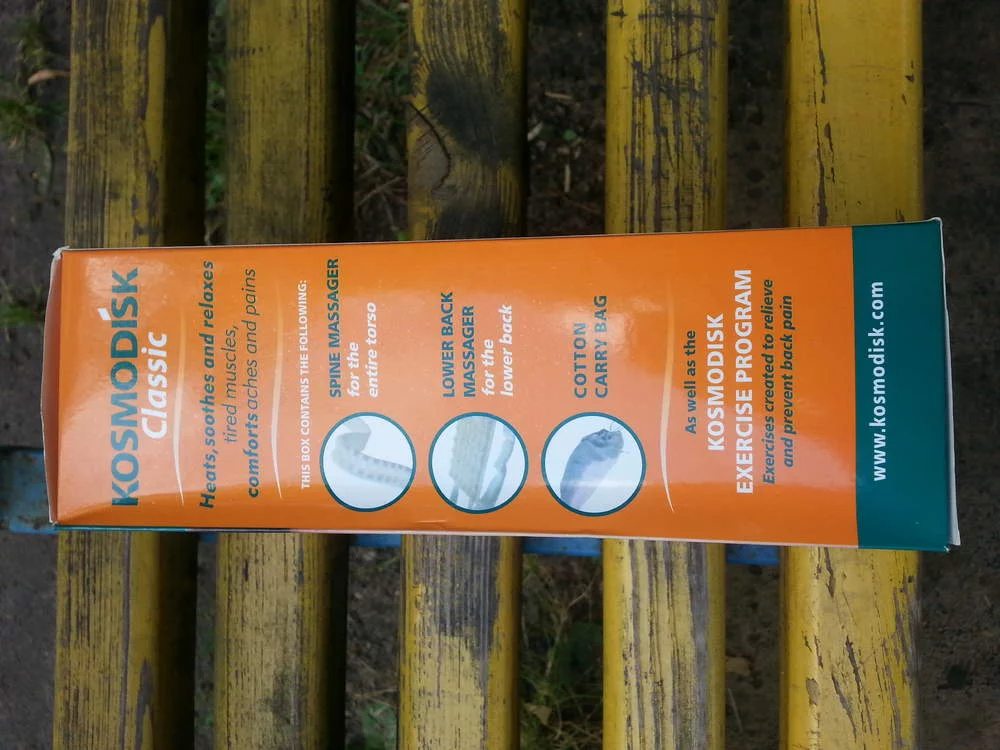 KOSMODISK
Classic
Heats, soothes and relaxes
tired muscles,
comforts aches and pains
THIS BOX CONTAINS THE FOLLOWING:
SPINE MASSAGER
for the
entire torso
LOWER BACK
MASSAGER
for the
lower back
COTTON
CARRY BAG
As well as the
KOSMODISK
EXERCISE PROGRAM
Exercises created to relieve
and prevent back pain
www.kosmodisk.com